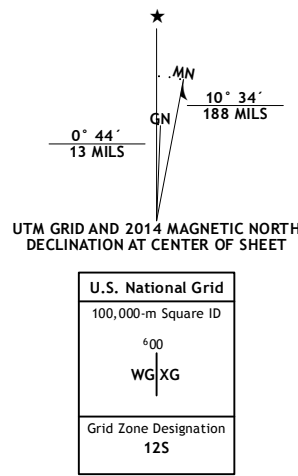 ★
MN
GN
10° 34´
188 MILS
0° 44´
13 MILS
UTM GRID AND 2014 MAGNETIC NORTH
DECLINATION AT CENTER OF SHEET
U.S. National Grid
100,000-m Square ID
⁶00
WG XG
Grid Zone Designation
12S